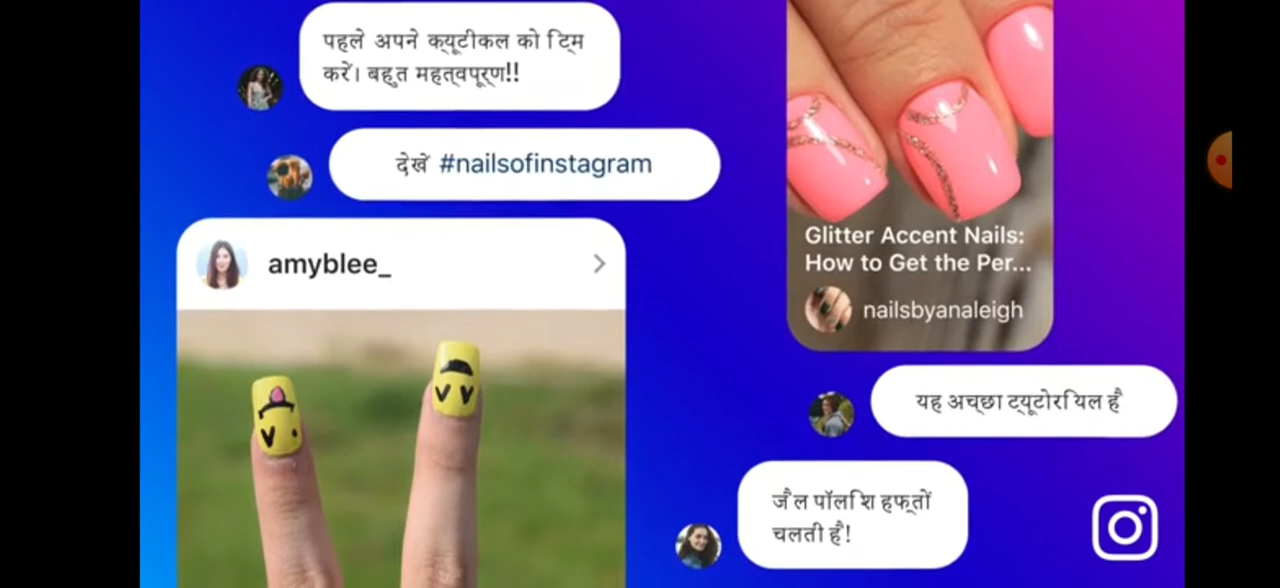 पहले अपने क्यूटीकल को टिम
करें। बहुत महत्वपूर्ण!!
देखें #nailsofinstagram
amyblee_
Glitter Accent Nails:
How to Get the Per...
nailsbyanaleigh
यह अच्छा ट्यूटोरियल है
जैल पॉलिश हफ्तों
चलती है!